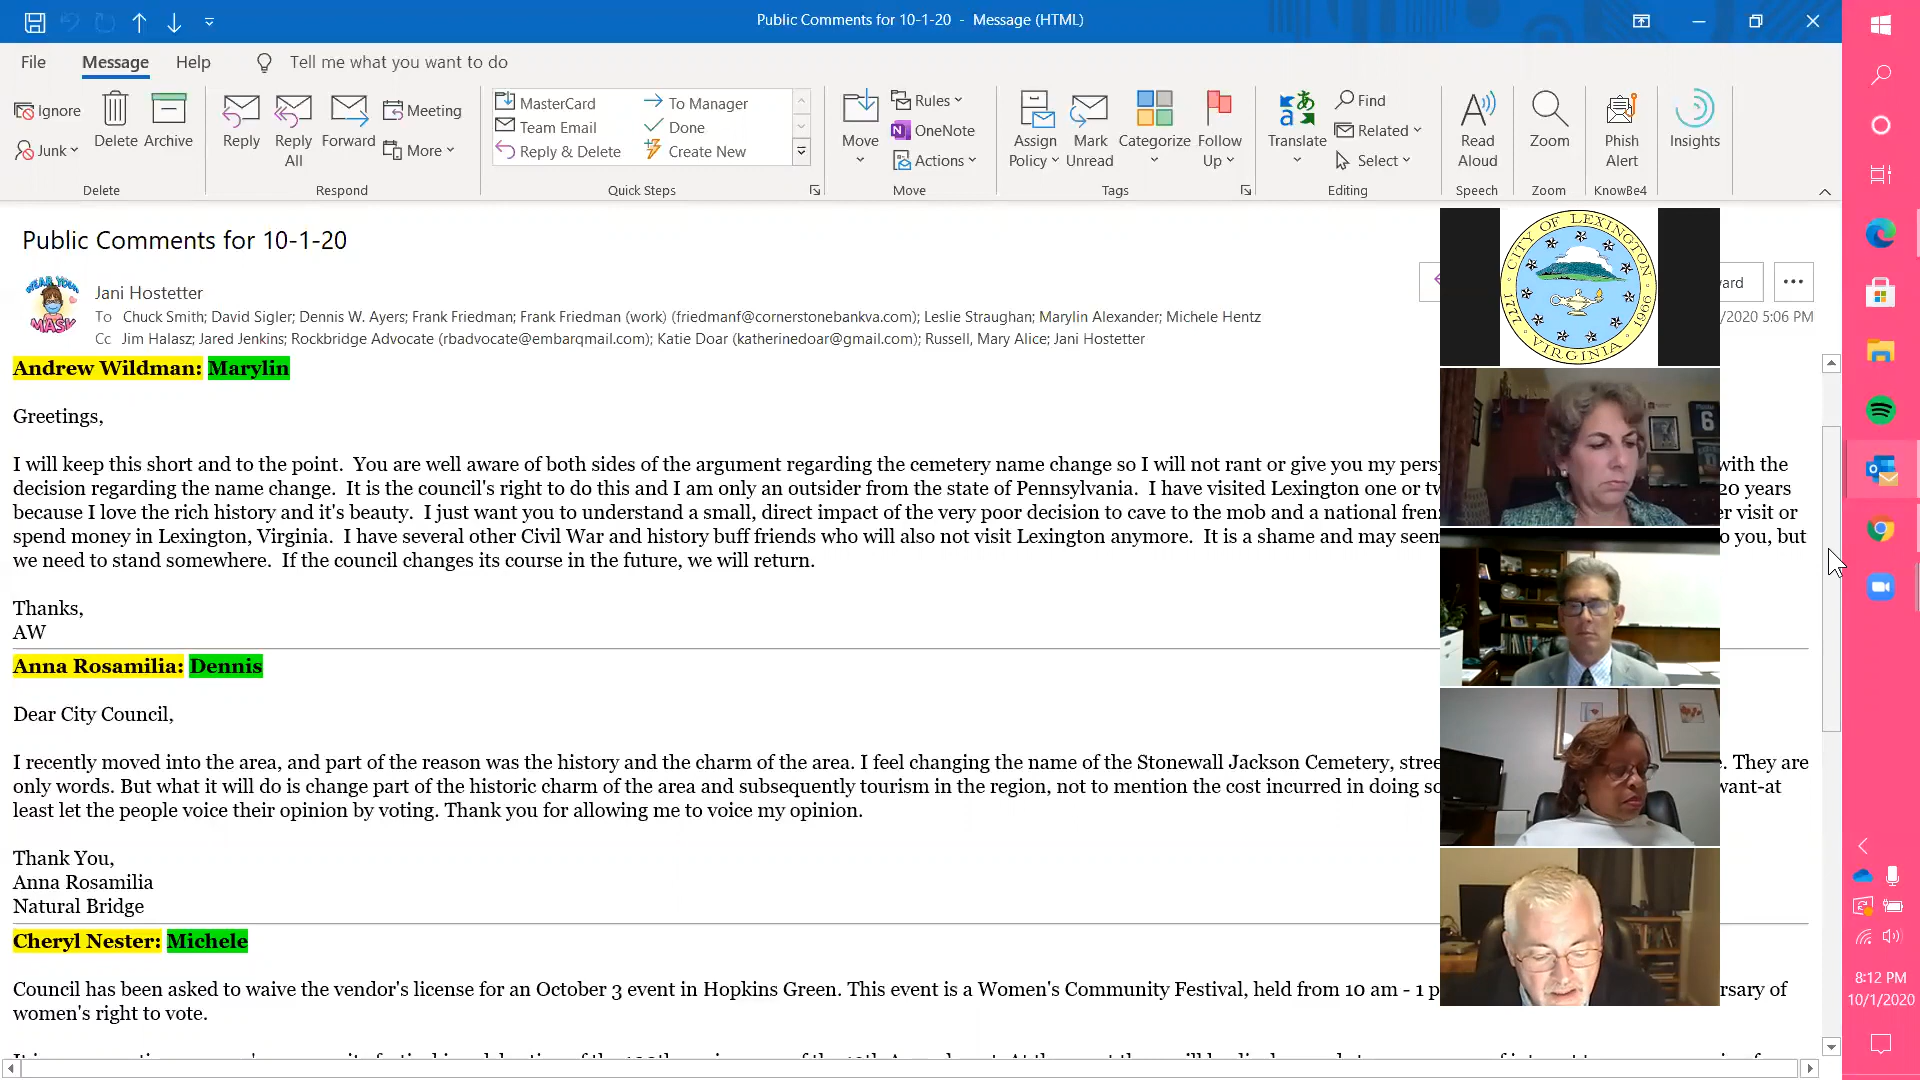 Public Comments for 10-1-20 - Message (HTML)
File Message Help Tell me what you want to do
Ignore
Junk
Delete
Archive
Reply
Reply All
Forward
Meeting
More
MasterCard
Team Email
Reply & Delete
To Manager
Done
Create New
Move
Rules
OneNote
Actions
Assign Policy
Mark Unread
Categorize
Follow Up
Translate
Find
Related
Select
Read Aloud
Zoom
Phish Alert
Insights
Delete Respond Quick Steps Move Tags Editing Speech Zoom KnowBe4
Public Comments for 10-1-20
WEAR YOUR MASK
Jani Hostetter
To Chuck Smith; David Sigler; Dennis W. Ayers; Frank Friedman; Frank Friedman (work) (friedmanf@cornerstonebankva.com); Leslie Straughan; Marylin Alexander; Michele Hentz
Cc Jim Halasz; Jared Jenkins; Rockbridge Advocate (rbadvocate@embarqmail.com); Katie Doar (katherinedoar@gmail.com); Russell, Mary Alice; Jani Hostetter
ward
/2020 5:06 PM
CITY OF LEXINGTON
1777 VIRGINIA 1966
Andrew Wildman: Marylin
Greetings,
I will keep this short and to the point. You are well aware of both sides of the argument regarding the cemetery name change so I will not rant or give you my persp with the
decision regarding the name change. It is the council's right to do this and I am only an outsider from the state of Pennsylvania. I have visited Lexington one or tw 20 years
because I love the rich history and it's beauty. I just want you to understand a small, direct impact of the very poor decision to cave to the mob and a national frenz er visit or
spend money in Lexington, Virginia. I have several other Civil War and history buff friends who will also not visit Lexington anymore. It is a shame and may seem o you, but
we need to stand somewhere. If the council changes its course in the future, we will return.
Thanks,
AW
Anna Rosamilia: Dennis
Dear City Council,
I recently moved into the area, and part of the reason was the history and the charm of the area. I feel changing the name of the Stonewall Jackson Cemetery, stree e. They are
only words. But what it will do is change part of the historic charm of the area and subsequently tourism in the region, not to mention the cost incurred in doing so want-at
least let the people voice their opinion by voting. Thank you for allowing me to voice my opinion.
Thank You,
Anna Rosamilia
Natural Bridge
Cheryl Nester: Michele
Council has been asked to waive the vendor's license for an October 3 event in Hopkins Green. This event is a Women's Community Festival, held from 10 am - 1 p rsary of
women's right to vote.
6
8:12 PM
10/1/2020